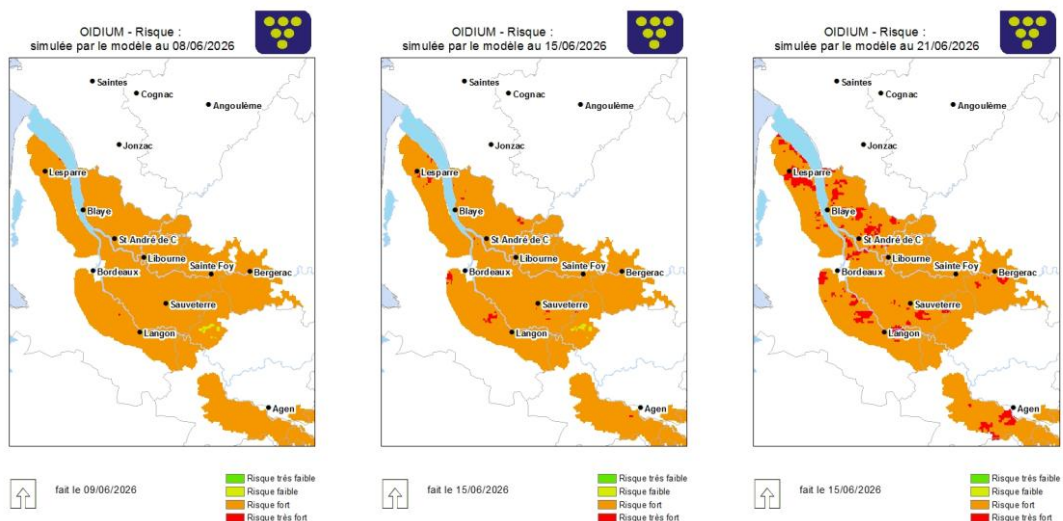 OIDIUM - Risque :
simulée par le modèle au 08/06/2026
Saintes
Cognac
Angoulème
Jonzac
Lesparre
Blaye
St André de C
Libourne
Sainte Foy
Bordeaux
Bergerac
Sauveterre
Langon
Agen
fait le 09/06/2026
Risque très faible
Risque faible
Risque fort
Risque très fort
OIDIUM - Risque :
simulée par le modèle au 15/06/2026
Saintes
Cognac
Angoulème
Jonzac
Lesparre
Blaye
St André de C
Libourne
Sainte Foy
Bordeaux
Bergerac
Sauveterre
Langon
Agen
fait le 15/06/2026
Risque très faible
Risque faible
Risque fort
Risque très fort
OIDIUM - Risque :
simulée par le modèle au 21/06/2026
Saintes
Cognac
Angoulème
Jonzac
Lesparre
Blaye
St André de C
Libourne
Sainte Foy
Bordeaux
Bergerac
Sauveterre
Langon
Agen
fait le 15/06/2026
Risque très faible
Risque faible
Risque fort
Risque très fort